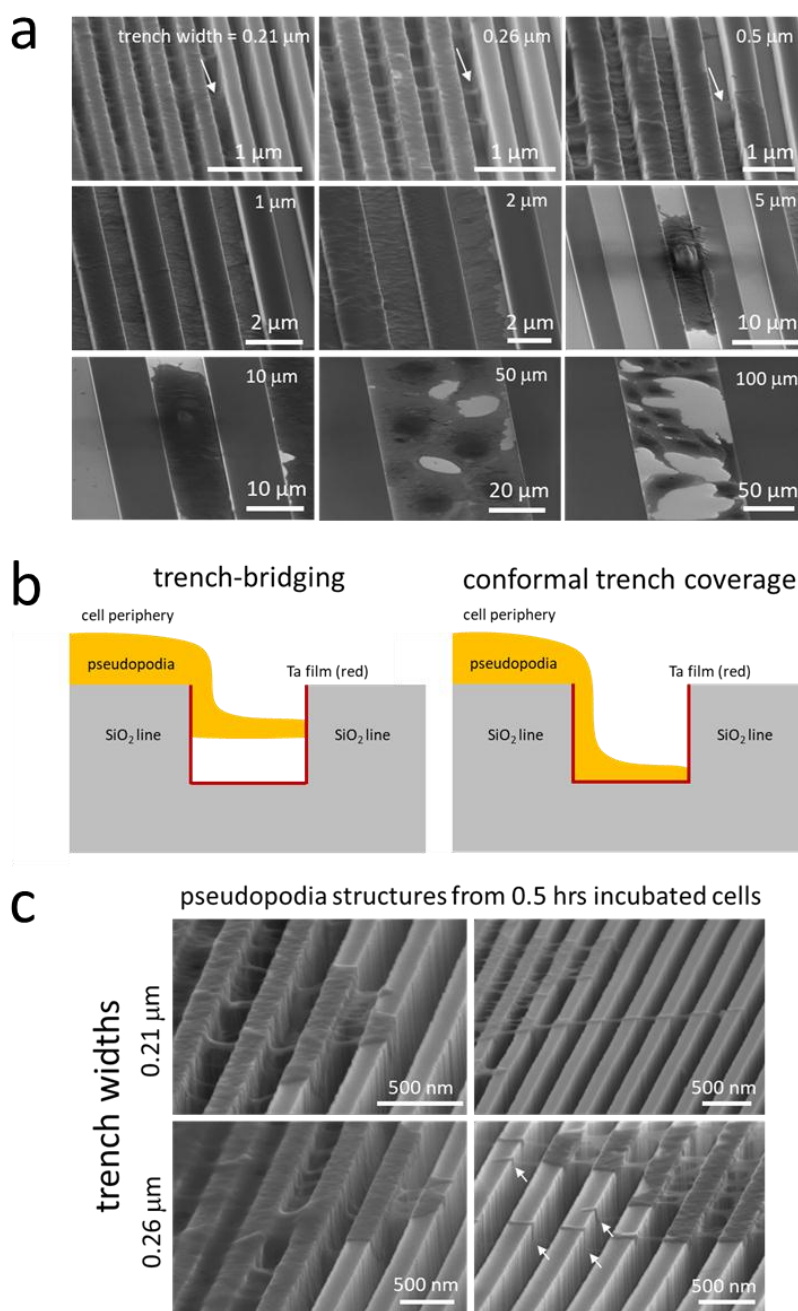 a
trench width = 0.21 μm
0.26 μm
0.5 μm
1 μm
1 μm
1 μm
1 μm
2 μm
5 μm
2 μm
2 μm
10 μm
10 μm
50 μm
100 μm
10 μm
20 μm
50 μm
b
trench-bridging
conformal trench coverage
cell periphery
cell periphery
pseudopodia
Ta film (red)
pseudopodia
Ta film (red)
SiO₂ line
SiO₂ line
SiO₂ line
SiO₂ line
c
pseudopodia structures from 0.5 hrs incubated cells
trench widths
0.21 μm
500 nm
500 nm
0.26 μm
500 nm
500 nm